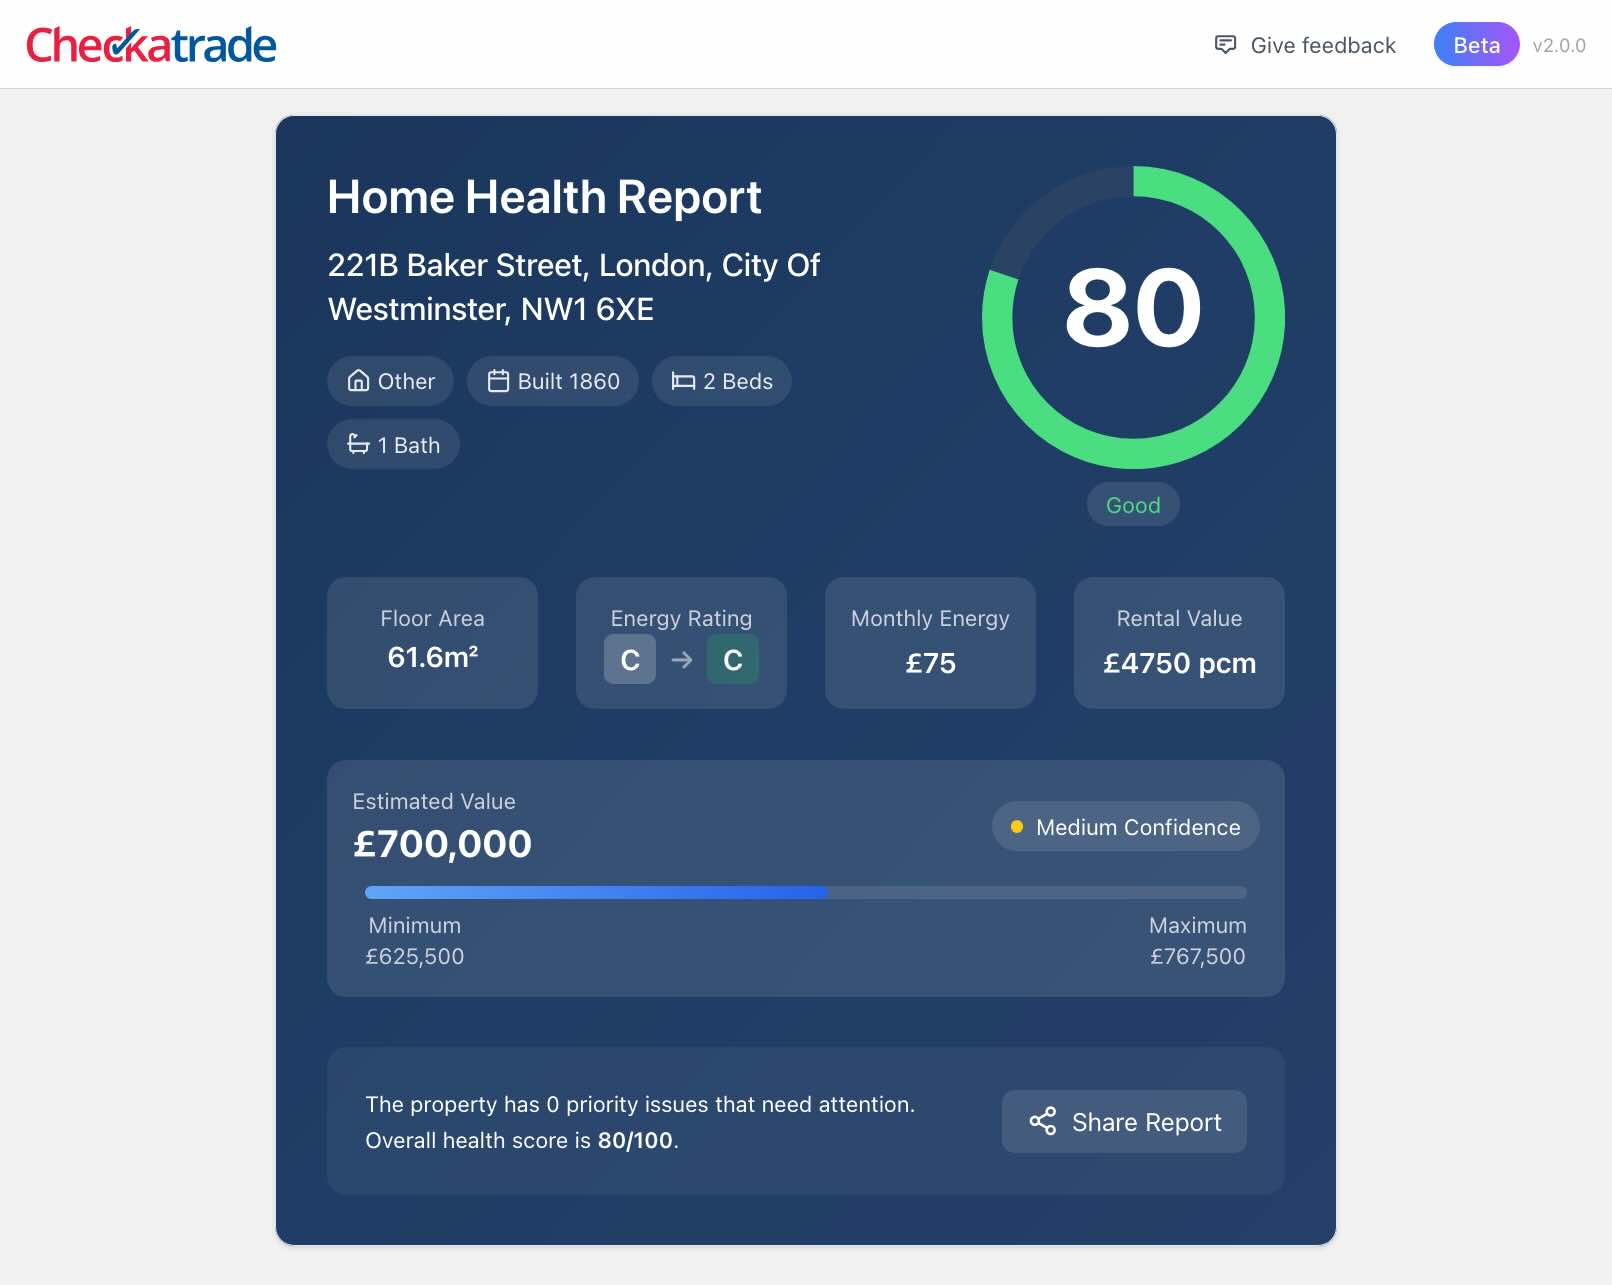 Checkatrade
Give feedback
Beta
v2.0.0
Home Health Report
221B Baker Street, London, City Of
Westminster, NW1 6XE
Other
Built 1860
2 Beds
1 Bath
80
Good
Floor Area
61.6m²
Energy Rating
C → C
Monthly Energy
£75
Rental Value
£4750 pcm
Estimated Value
£700,000
Medium Confidence
Minimum
£625,500
Maximum
£767,500
The property has 0 priority issues that need attention.
Overall health score is 80/100.
Share Report